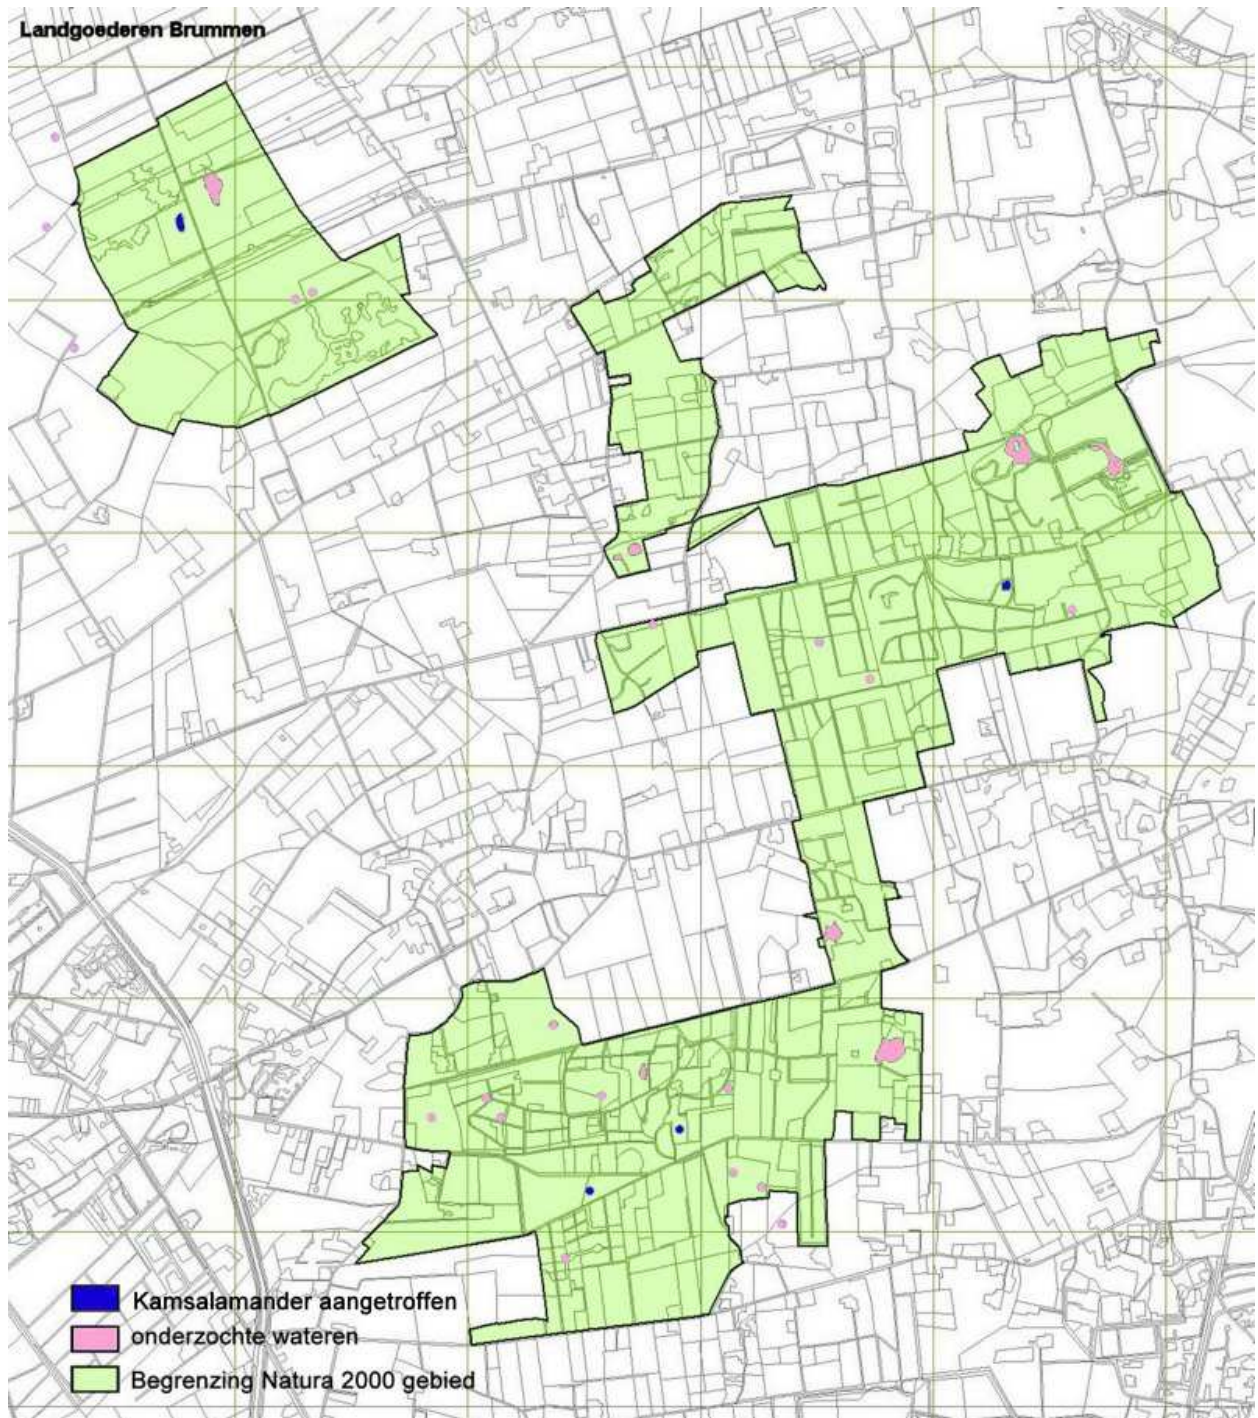 Landgoederen Brummen
Kamsalamander aangetroffen
onderzochte wateren
Begrenzing Natura 2000 gebied